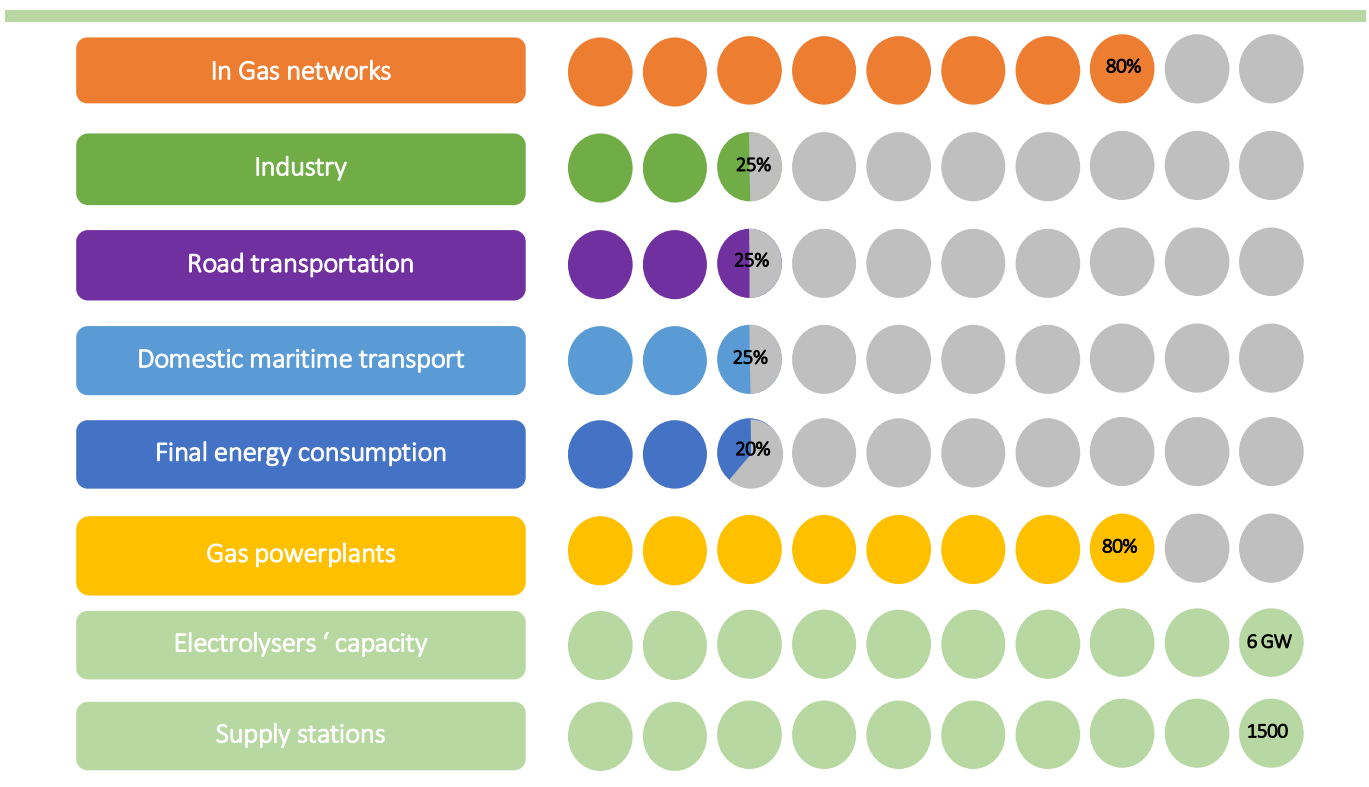 In Gas networks 80%
Industry 25%
Road transportation 25%
Domestic maritime transport 25%
Final energy consumption 20%
Gas powerplants 80%
Electrolysers ‘ capacity 6 GW
Supply stations 1500